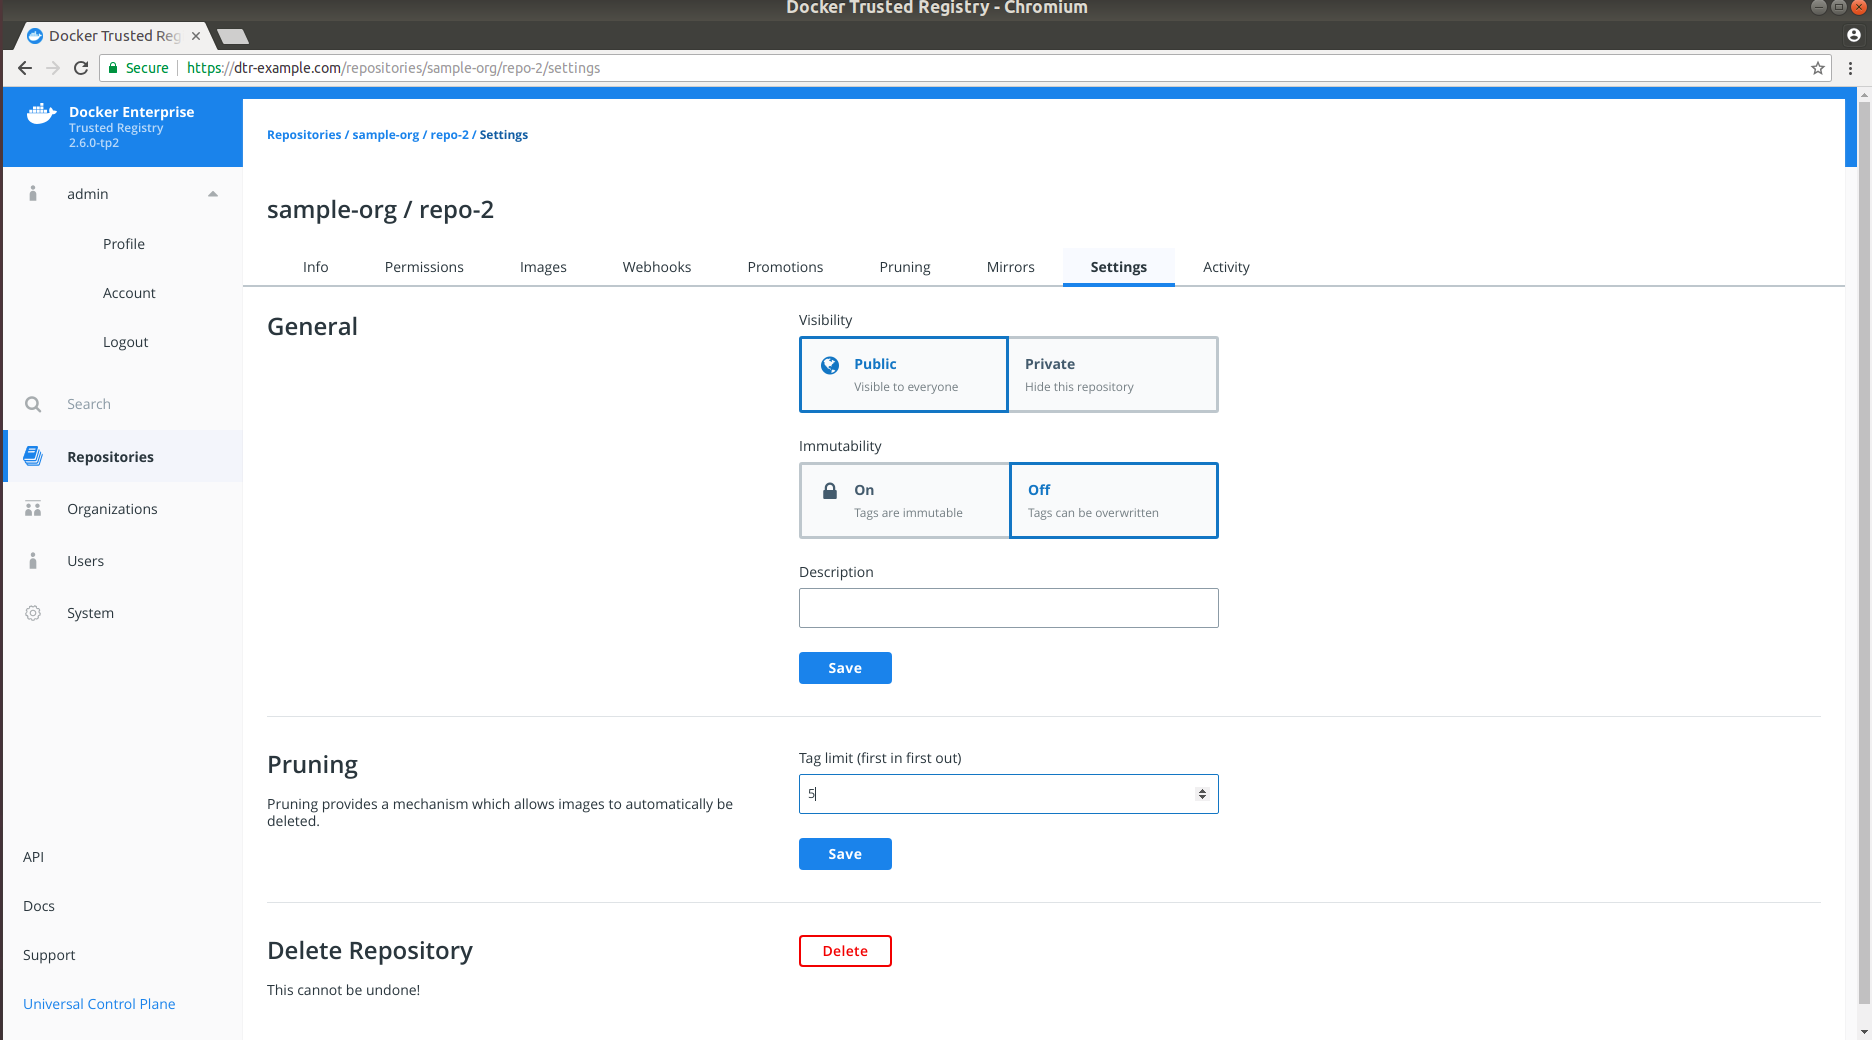 Docker Trusted Registry - Chromium
Docker Trusted Reg
Secure
https://dtr-example.com/repositories/sample-org/repo-2/settings
Docker Enterprise
Trusted Registry
2.6.0-tp2
admin
Profile
Account
Logout
Search
Repositories
Organizations
Users
System
API
Docs
Support
Universal Control Plane
Repositories / sample-org / repo-2 / Settings
sample-org / repo-2
Info Permissions Images Webhooks Promotions Pruning Mirrors Settings Activity
General
Visibility
Public
Visible to everyone
Private
Hide this repository
Immutability
On
Tags are immutable
Off
Tags can be overwritten
Description
Save
Pruning
Pruning provides a mechanism which allows images to automatically be
deleted.
Tag limit (first in first out)
5
Save
Delete Repository
This cannot be undone!
Delete